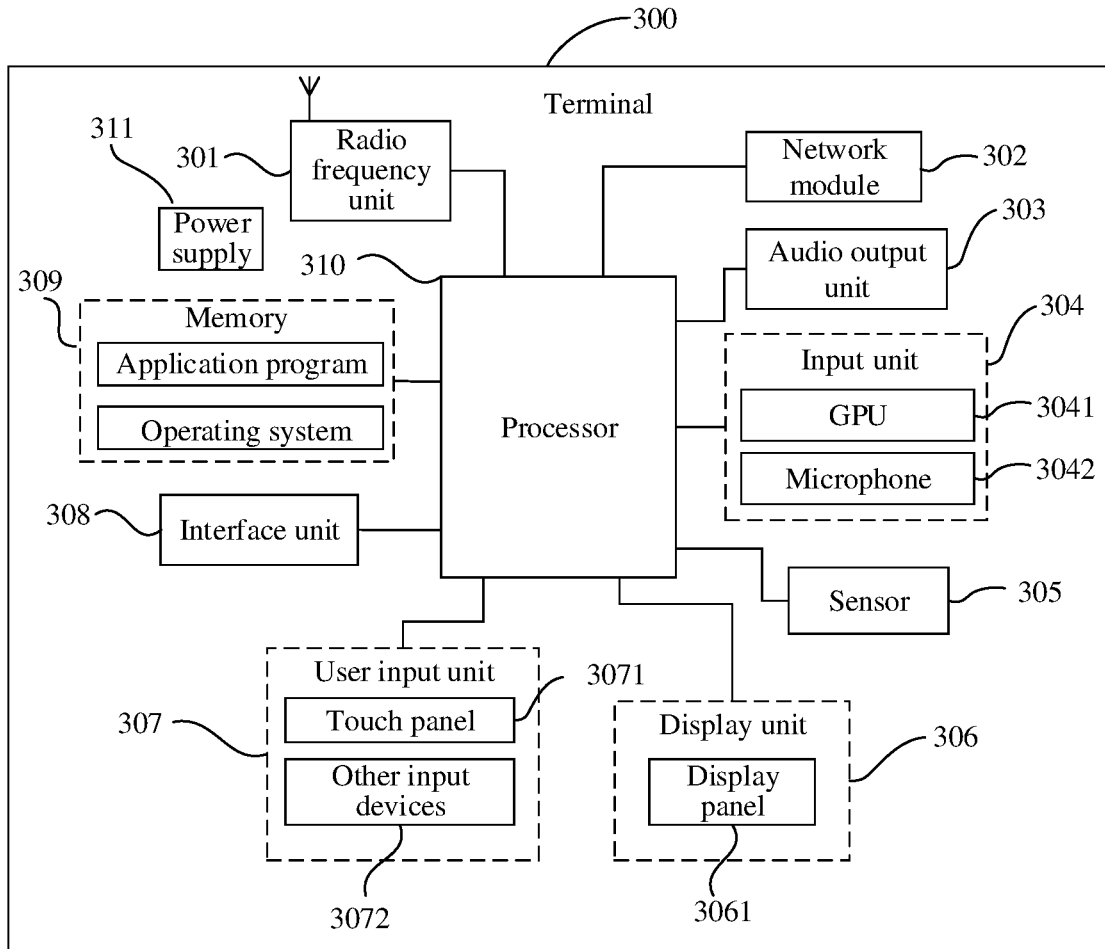 300
Terminal
311
301
Radio
frequency
unit
Network
module
302
Power
supply
303
Audio output
unit
310
309
Memory
Application program
Operating system
304
Input unit
GPU
3041
Microphone
3042
Processor
308
Interface unit
Sensor
305
User input unit
3071
Touch panel
307
Other input
devices
3072
Display unit
306
Display
panel
3061